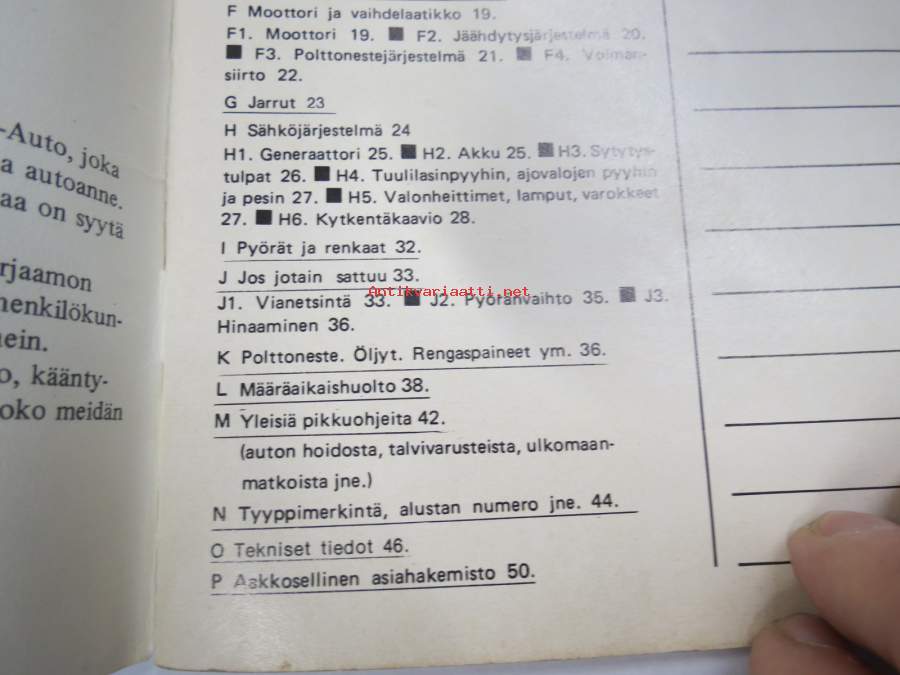 -Auto, joka
a autoanne.
aa on syytä
rjaamon
henkilökun-
nein.
o, käänty-
oko meidän
F Moottori ja vaihdelaatikko 19.
F1. Moottori 19. ■ F2. Jäähdytysjärjestelmä 20.
■ F3. Polttonestejärjestelmä 21. ■ F4. Voiman-
siirto 22.
G Jarrut 23
H Sähköjärjestelmä 24
H1. Generaattori 25. ■ H2. Akku 25. ■ H3. Sytytys-
tulpat 26. ■ H4. Tuulilasinpyyhin, ajovalojen pyyhin
ja pesin 27. ■ H5. Valonheittimet, lamput, varokkeet
27. ■ H6. Kytkentäkaavio 28.
I Pyörät ja renkaat 32.
J Jos jotain sattuu 33.
Antikvariaatti.net
J1. Vianetsintä 33. ■ J2. Pyöränvaihto 35. ■ J3.
Hinaaminen 36.
K Polttoneste. Öljyt. Rengaspaineet ym. 36.
L Määräaikaishuolto 38.
M Yleisiä pikkuohjeita 42.
(auton hoidosta, talvivarusteista, ulkomaan-
matkoista jne.)
N Tyyppimerkintä, alustan numero jne. 44.
O Tekniset tiedot 46.
P Aakkosellinen asiahakemisto 50.